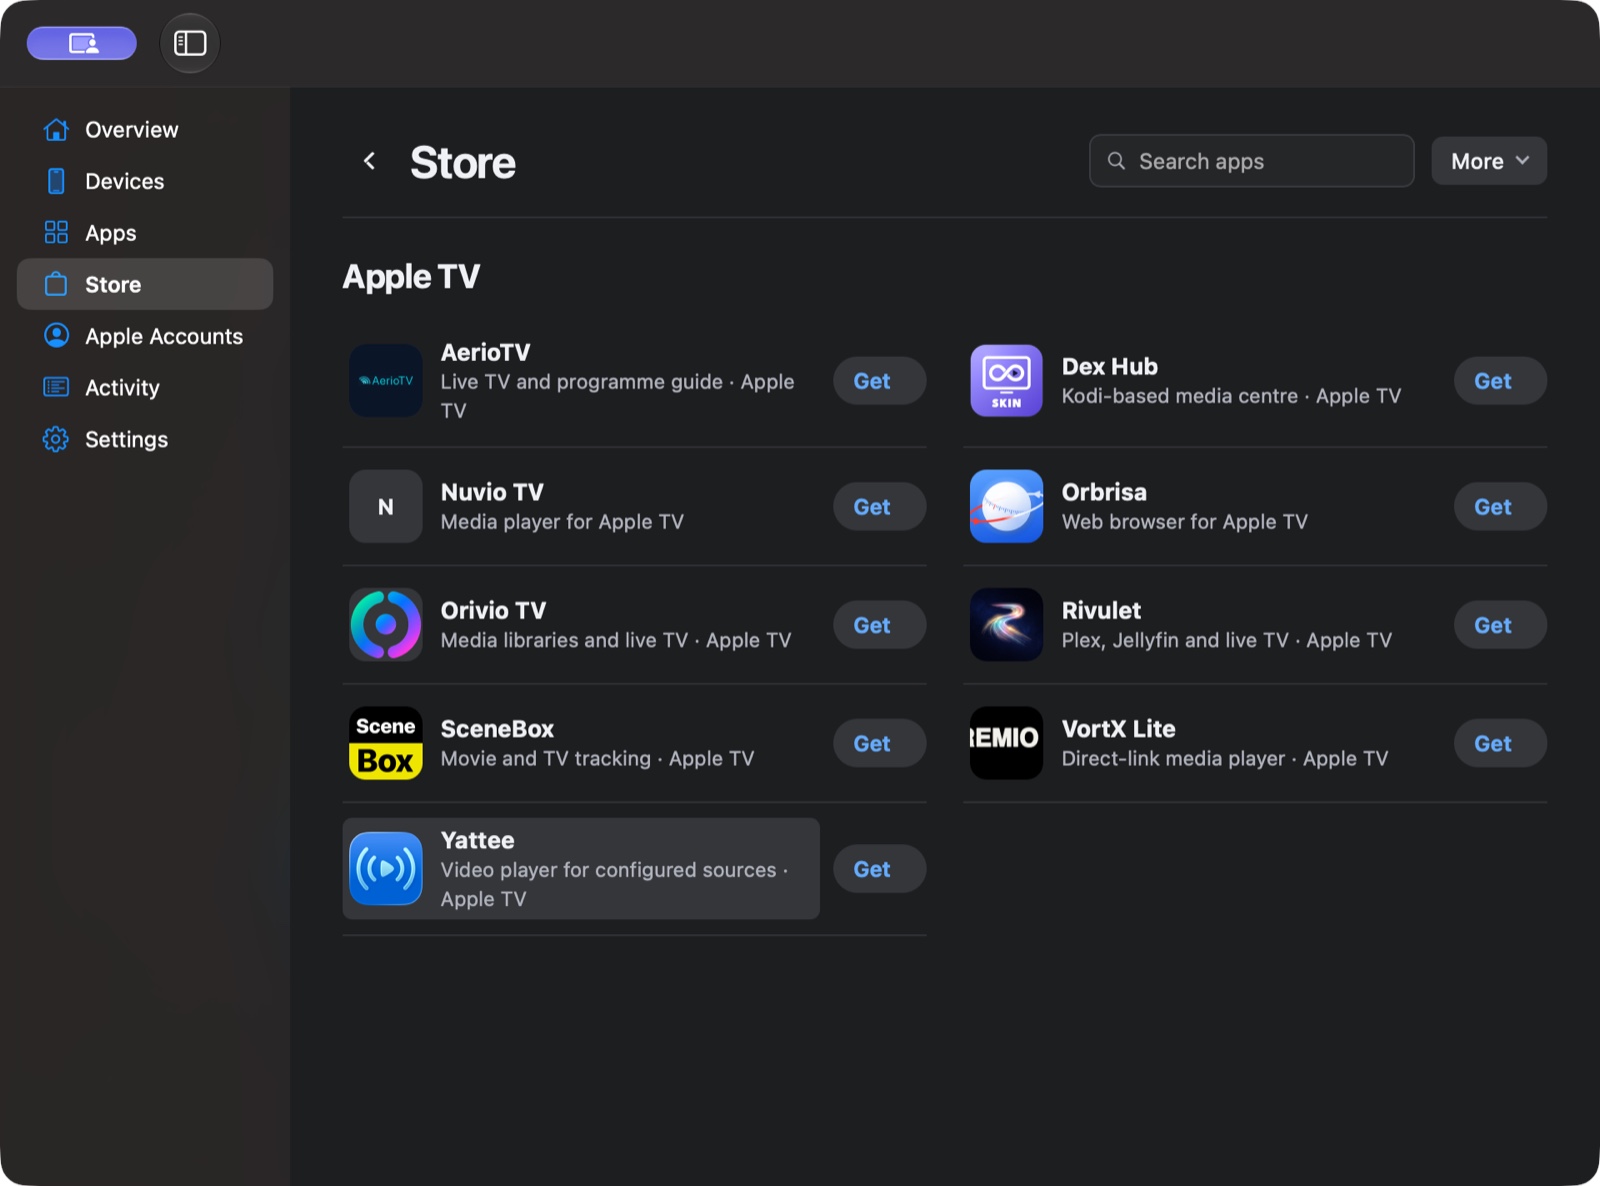 Overview
Devices
Apps
Store
Apple Accounts
Activity
Settings
Store
Search apps
More
Apple TV
AerioTV
AerioTV
Live TV and programme guide · Apple
TV
Get
SKIN
Dex Hub
Kodi-based media centre · Apple TV
Get
N
Nuvio TV
Media player for Apple TV
Get
Orbrisa
Web browser for Apple TV
Get
Orivio TV
Media libraries and live TV · Apple TV
Get
Rivulet
Plex, Jellyfin and live TV · Apple TV
Get
Scene
Box
SceneBox
Movie and TV tracking · Apple TV
Get
REMIO
VortX Lite
Direct-link media player · Apple TV
Get
Yattee
Video player for configured sources ·
Apple TV
Get